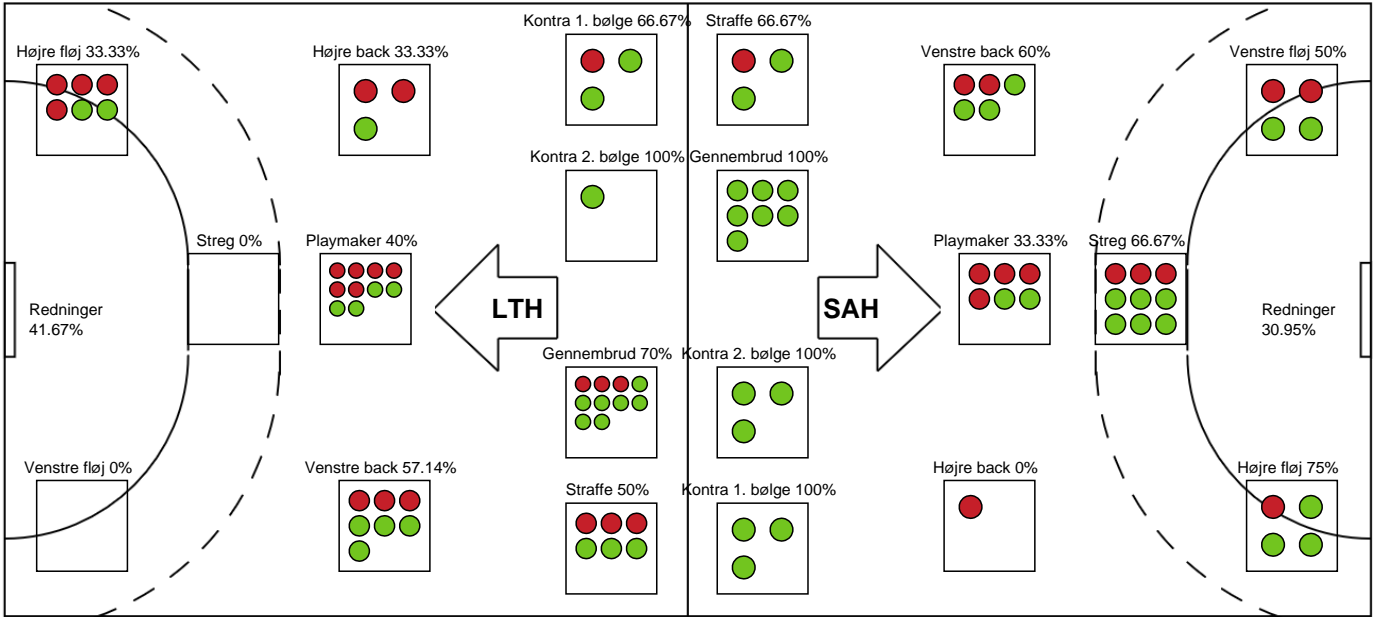 Kontra 1. bølge 66.67%
Straffe 66.67%
Højre fløj 33.33%
Højre back 33.33%
Venstre back 60%
Venstre fløj 50%
Kontra 2. bølge 100%
Gennembrud 100%
Streg 0%
Playmaker 40%
Playmaker 33.33%
Streg 66.67%
Redninger
41.67%
LTH
SAH
Redninger
30.95%
Gennembrud 70%
Kontra 2. bølge 100%
Venstre fløj 0%
Venstre back 57.14%
Straffe 50%
Kontra 1. bølge 100%
Højre back 0%
Højre fløj 75%